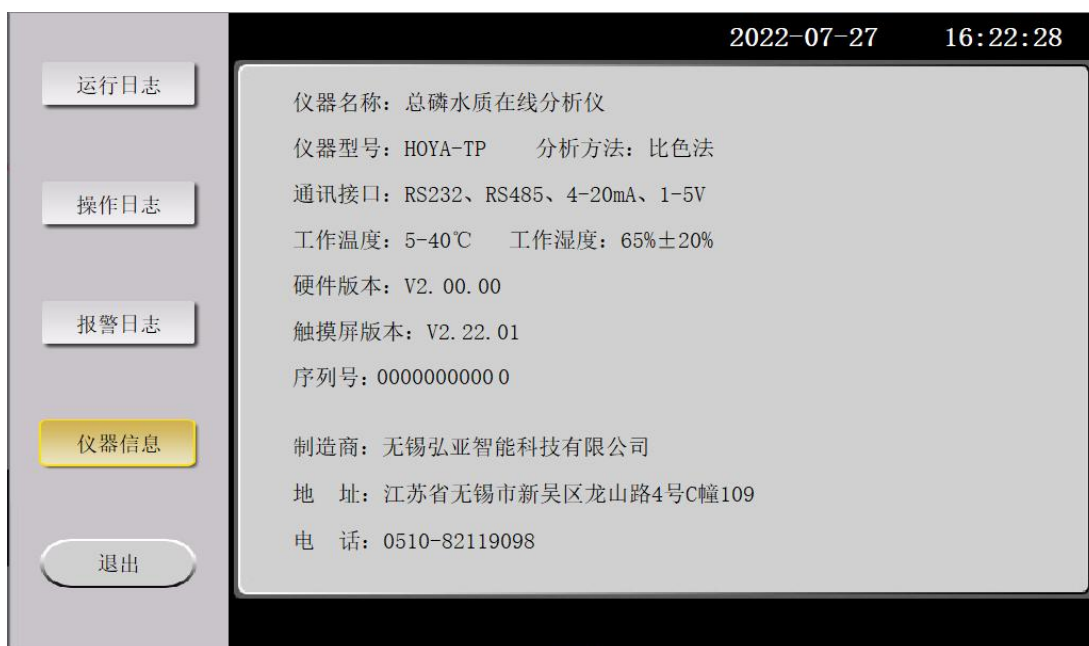 2022-07-27 16:22:28
运行日志
操作日志
报警日志
仪器信息
退出
仪器名称：总磷水质在线分析仪
仪器型号：HOYA-TP 分析方法：比色法
通讯接口：RS232、RS485、4-20mA、1-5V
工作温度：5-40℃ 工作湿度：65%±20%
硬件版本：V2.00.00
触摸屏版本：V2.22.01
序列号：0000000000 0
制造商：无锡弘亚智能科技有限公司
地 址：江苏省无锡市新吴区龙山路4号C幢109
电 话：0510-82119098